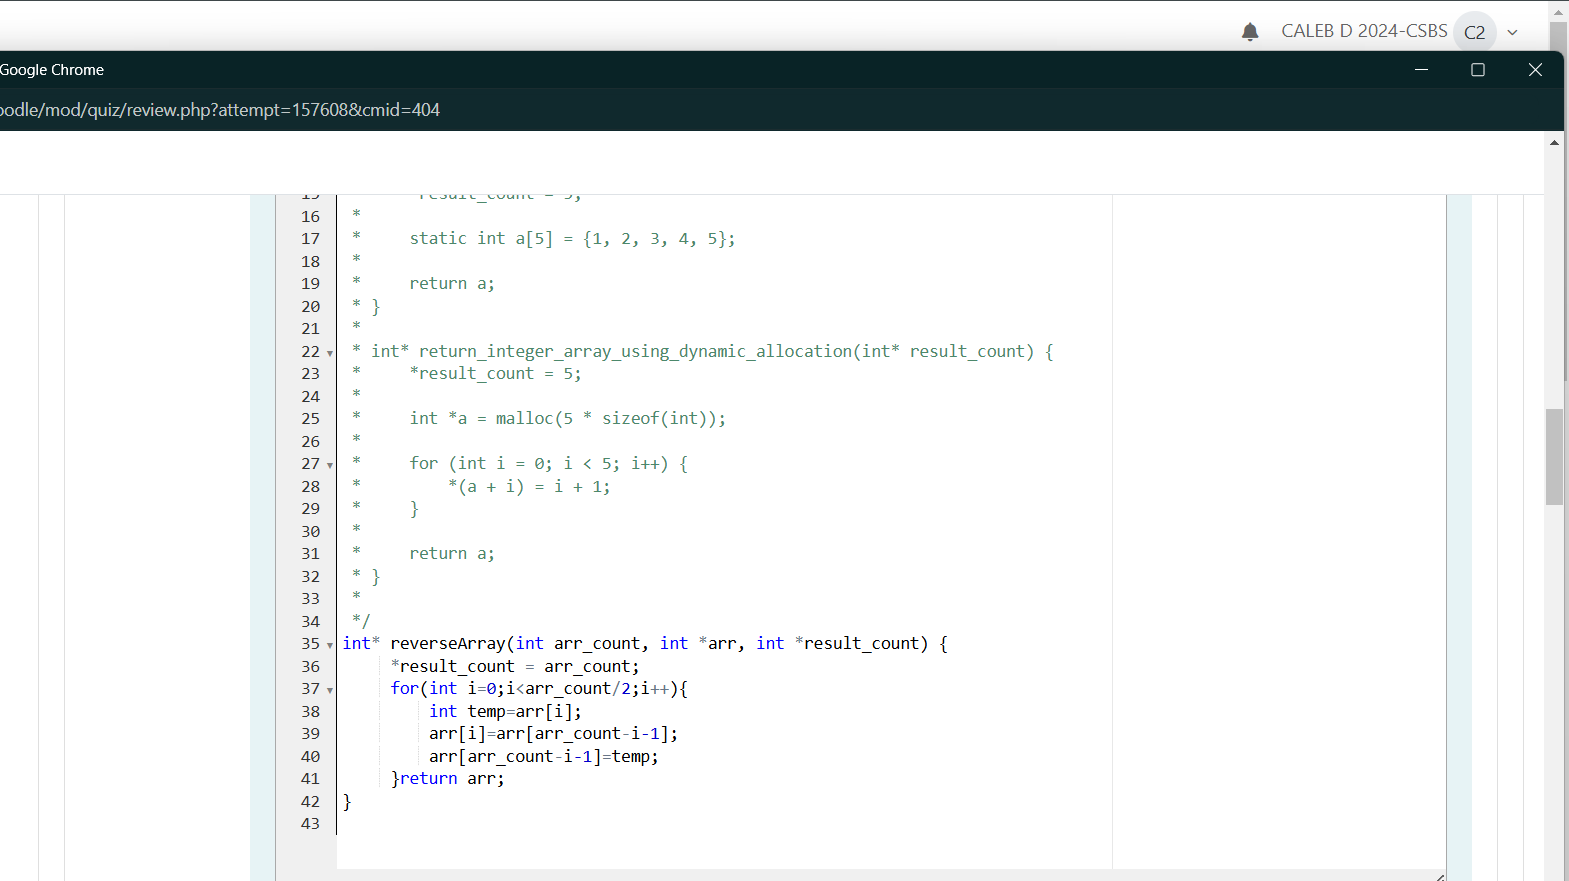 CALEB D 2024-CSBS C2
Google Chrome
oodle/mod/quiz/review.php?attempt=157608&cmid=404
16 *
17 *     static int a[5] = {1, 2, 3, 4, 5};
18 *
19 *     return a;
20 * }
21 *
22 * int* return_integer_array_using_dynamic_allocation(int* result_count) {
23 *     *result_count = 5;
24 *
25 *     int *a = malloc(5 * sizeof(int));
26 *
27 *     for (int i = 0; i < 5; i++) {
28 *         *(a + i) = i + 1;
29 *     }
30 *
31 *     return a;
32 * }
33 *
34 */
35 int* reverseArray(int arr_count, int *arr, int *result_count) {
36      *result_count = arr_count;
37      for(int i=0;i<arr_count/2;i++){
38          int temp=arr[i];
39          arr[i]=arr[arr_count-i-1];
40          arr[arr_count-i-1]=temp;
41      }return arr;
42 }
43